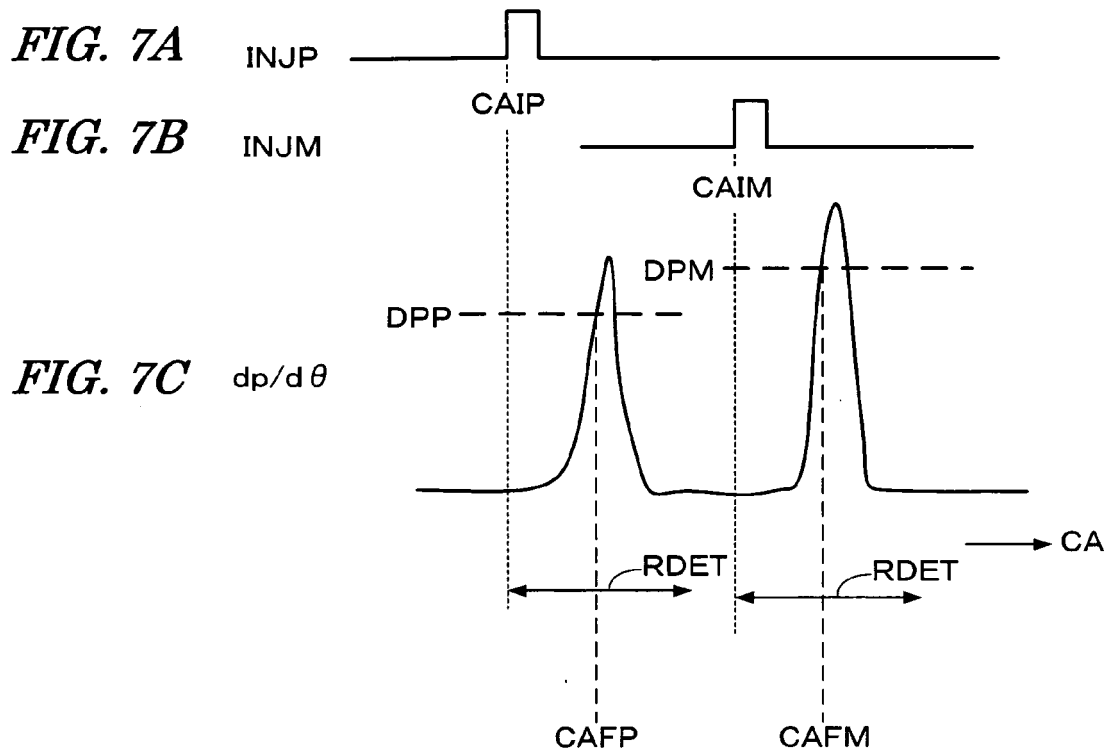 FIG. 7A INJP
CAIP
FIG. 7B INJM
CAIM
DPM
DPP
FIG. 7C dp/dθ
CA
RDET
RDET
CAFP
CAFM